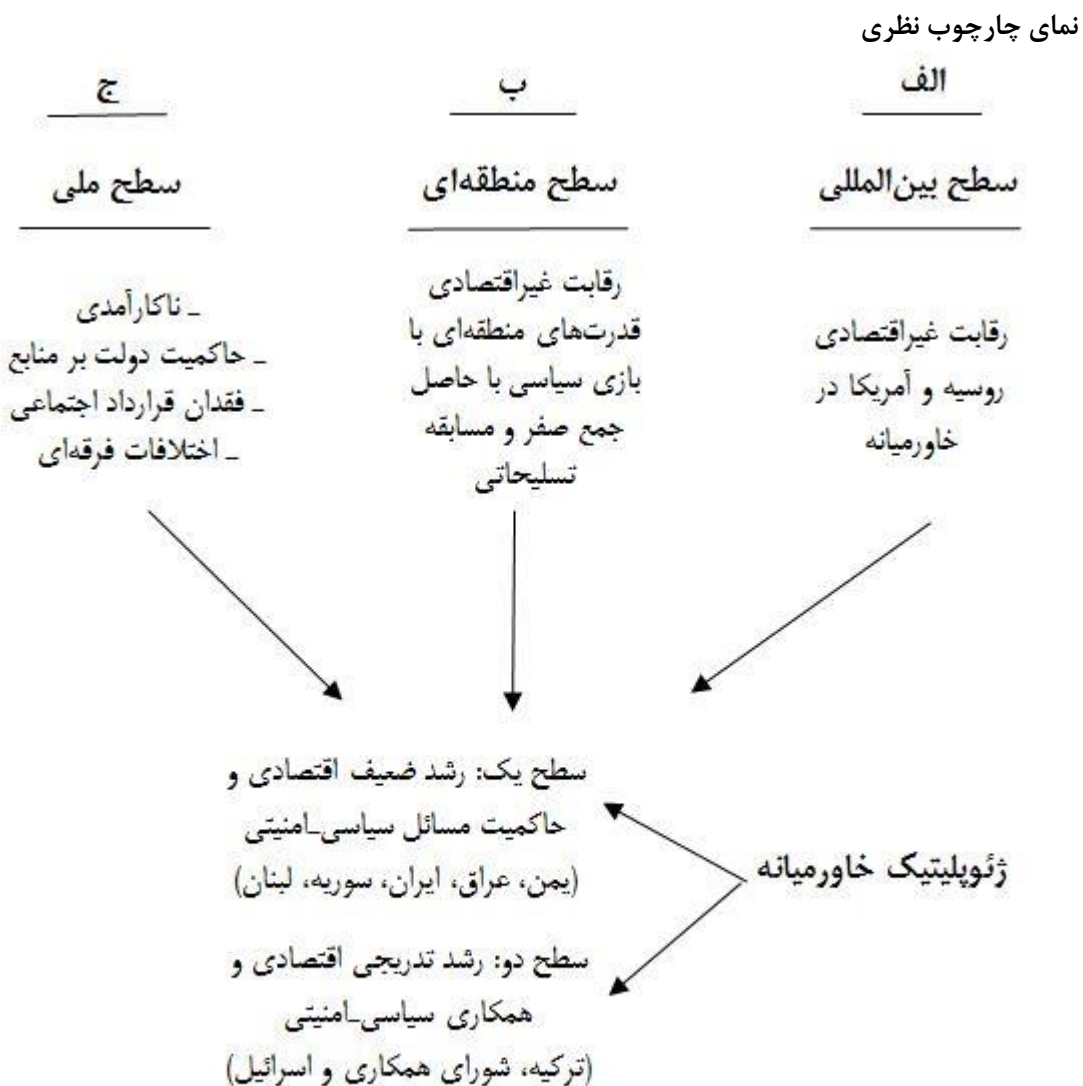 نمای چارچوب نظری
الف
سطح بین‌المللی
رقابت غیراقتصادی
روسیه و آمریکا در
خاورمیانه
ب
سطح منطقه‌ای
رقابت غیراقتصادی
قدرت‌های منطقه‌ای با
بازی سیاسی با حاصل
جمع صفر و مسابقه
تسلیحاتی
ج
سطح ملی
ـ ناکارآمدی
ـ حاکمیت دولت بر منابع
ـ فقدان قرارداد اجتماعی
ـ اختلافات فرقه‌ای
ژئوپلیتیک خاورمیانه
سطح یک: رشد ضعیف اقتصادی و
حاکمیت مسائل سیاسی‌ـ‌امنیتی
(یمن، عراق، ایران، سوریه، لبنان)
سطح دو: رشد تدریجی اقتصادی و
همکاری سیاسی‌ـ‌امنیتی
(ترکیه، شورای همکاری و اسرائیل)